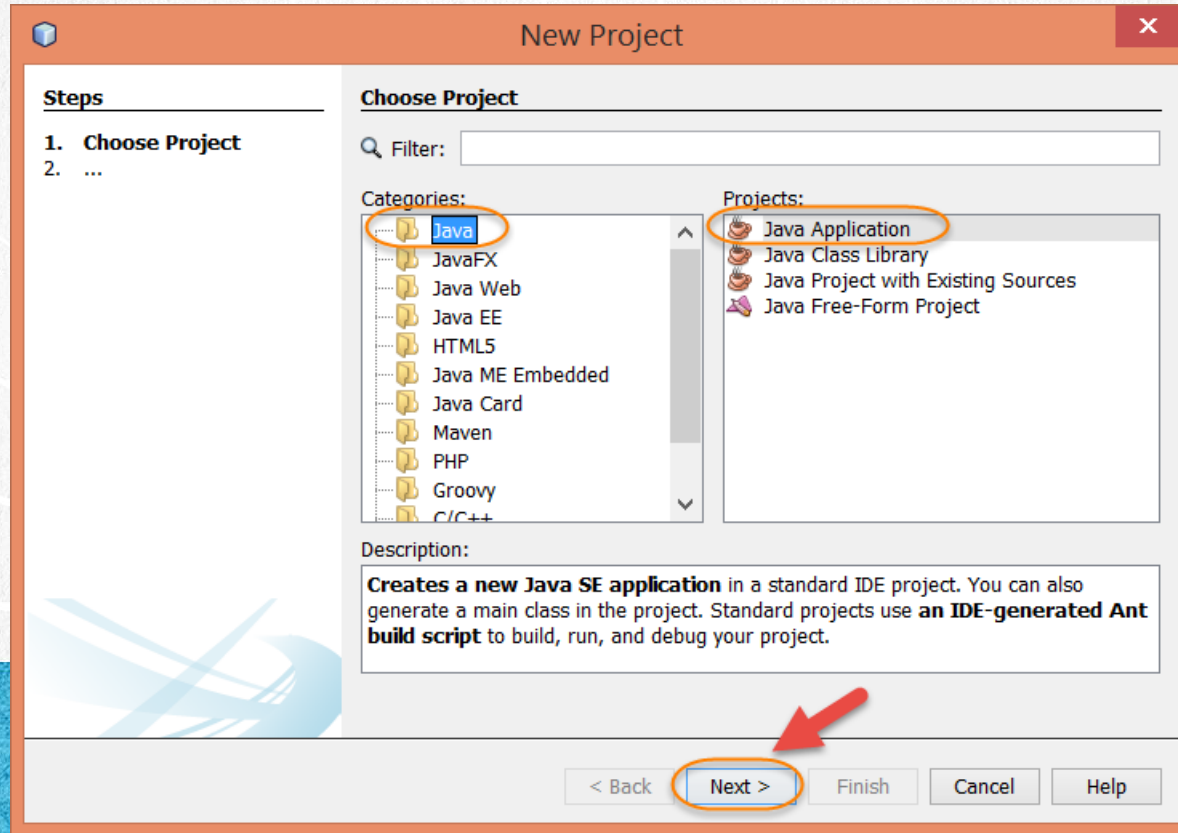 New Project
Steps
1. Choose Project
2. ...
Choose Project
Filter:
Categories:
Java
JavaFX
Java Web
Java EE
HTML5
Java ME Embedded
Java Card
Maven
PHP
Groovy
C/C++
Projects:
Java Application
Java Class Library
Java Project with Existing Sources
Java Free-Form Project
Description:
Creates a new Java SE application in a standard IDE project. You can also
generate a main class in the project. Standard projects use an IDE-generated Ant
build script to build, run, and debug your project.
< Back
Next >
Finish
Cancel
Help